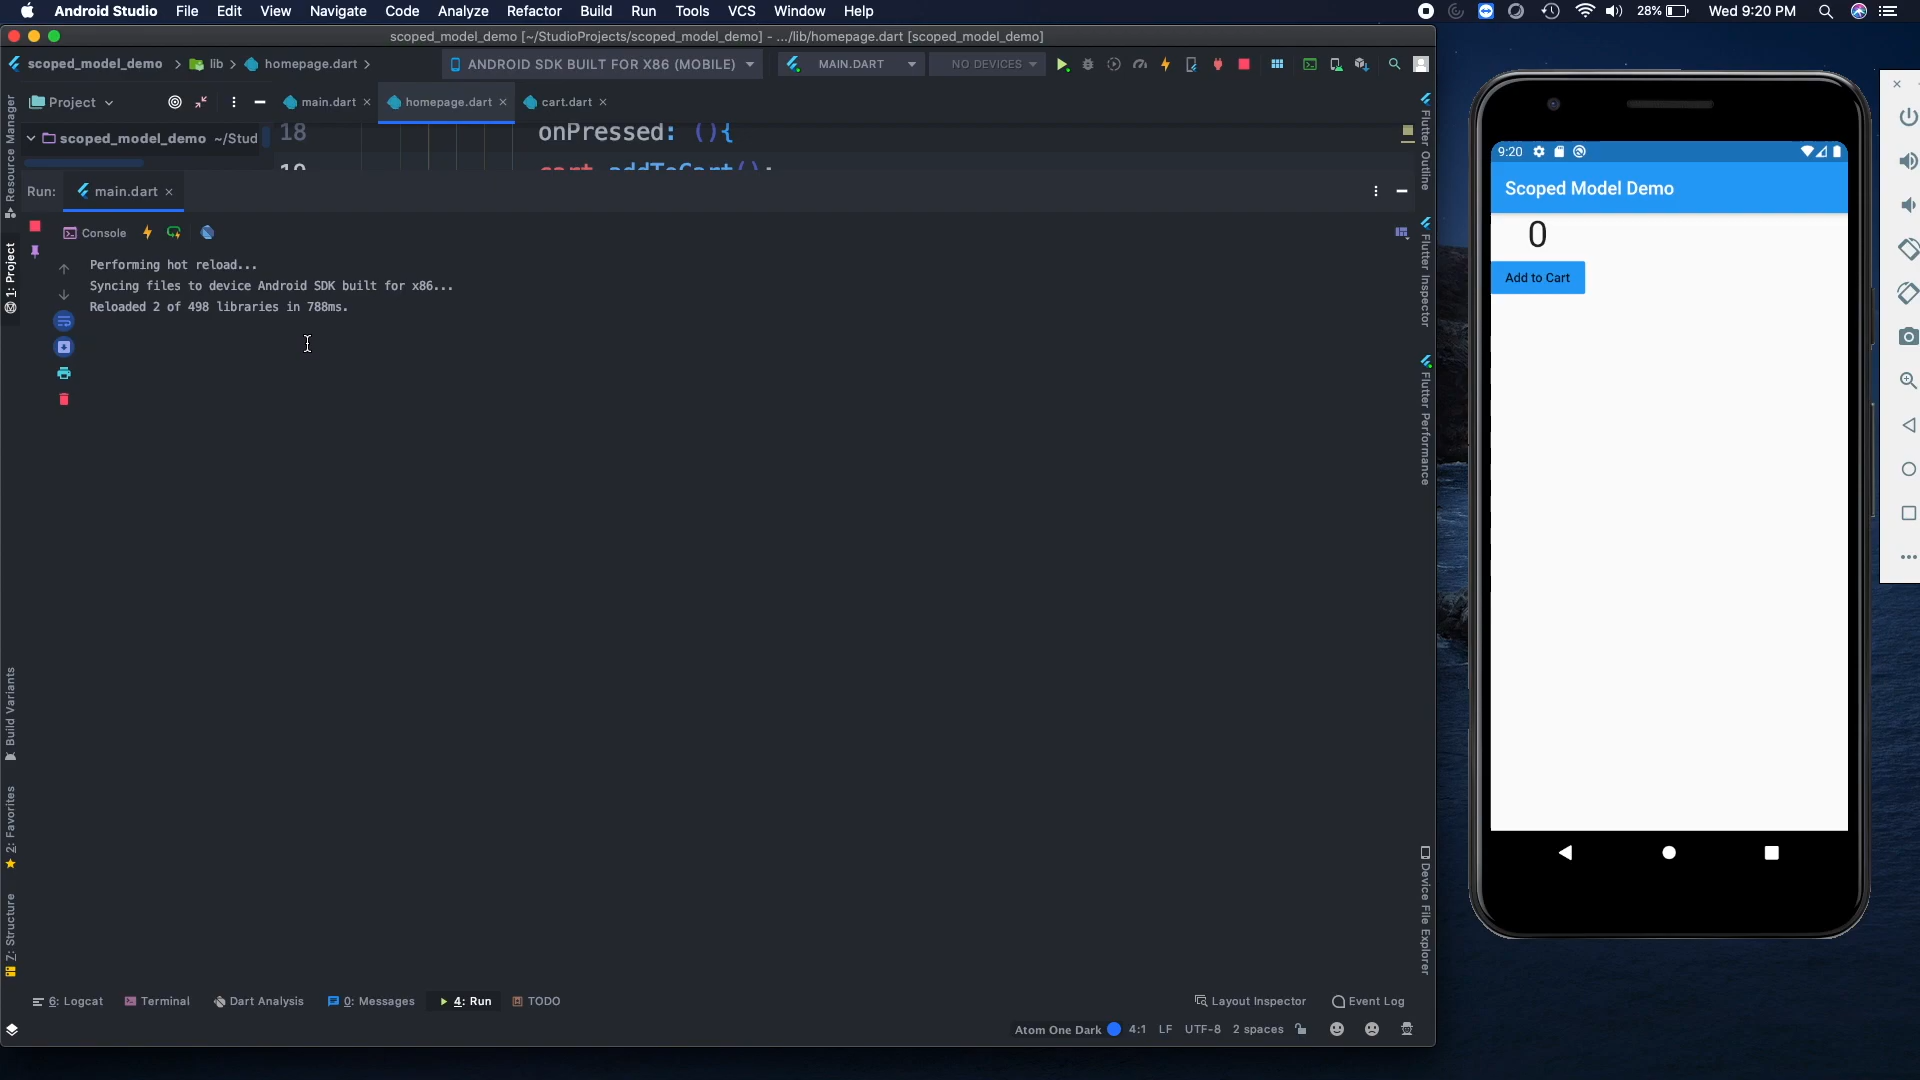 Android Studio File Edit View Navigate Code Analyze Refactor Build Run Tools VCS Window Help
28% Wed 9:20 PM
scoped_model_demo [~/StudioProjects/scoped_model_demo] - .../lib/homepage.dart [scoped_model_demo]
scoped_model_demo lib homepage.dart ANDROID SDK BUILT FOR X86 (MOBILE) MAIN.DART NO DEVICES
Project main.dart homepage.dart cart.dart
scoped_model_demo ~/Stud
18 onPressed: (){
19 cart.addToCart();
Run: main.dart
Console
Performing hot reload...
Syncing files to device Android SDK built for x86...
Reloaded 2 of 498 libraries in 788ms.
Resource Manager
1: Project
Build Variants
2: Favorites
Z: Structure
Flutter Outline
Flutter Inspector
Flutter Performance
Device File Explorer
6: Logcat Terminal Dart Analysis 0: Messages 4: Run TODO Layout Inspector Event Log
Atom One Dark 4:1 LF UTF-8 2 spaces
9:20
Scoped Model Demo
0
Add to Cart